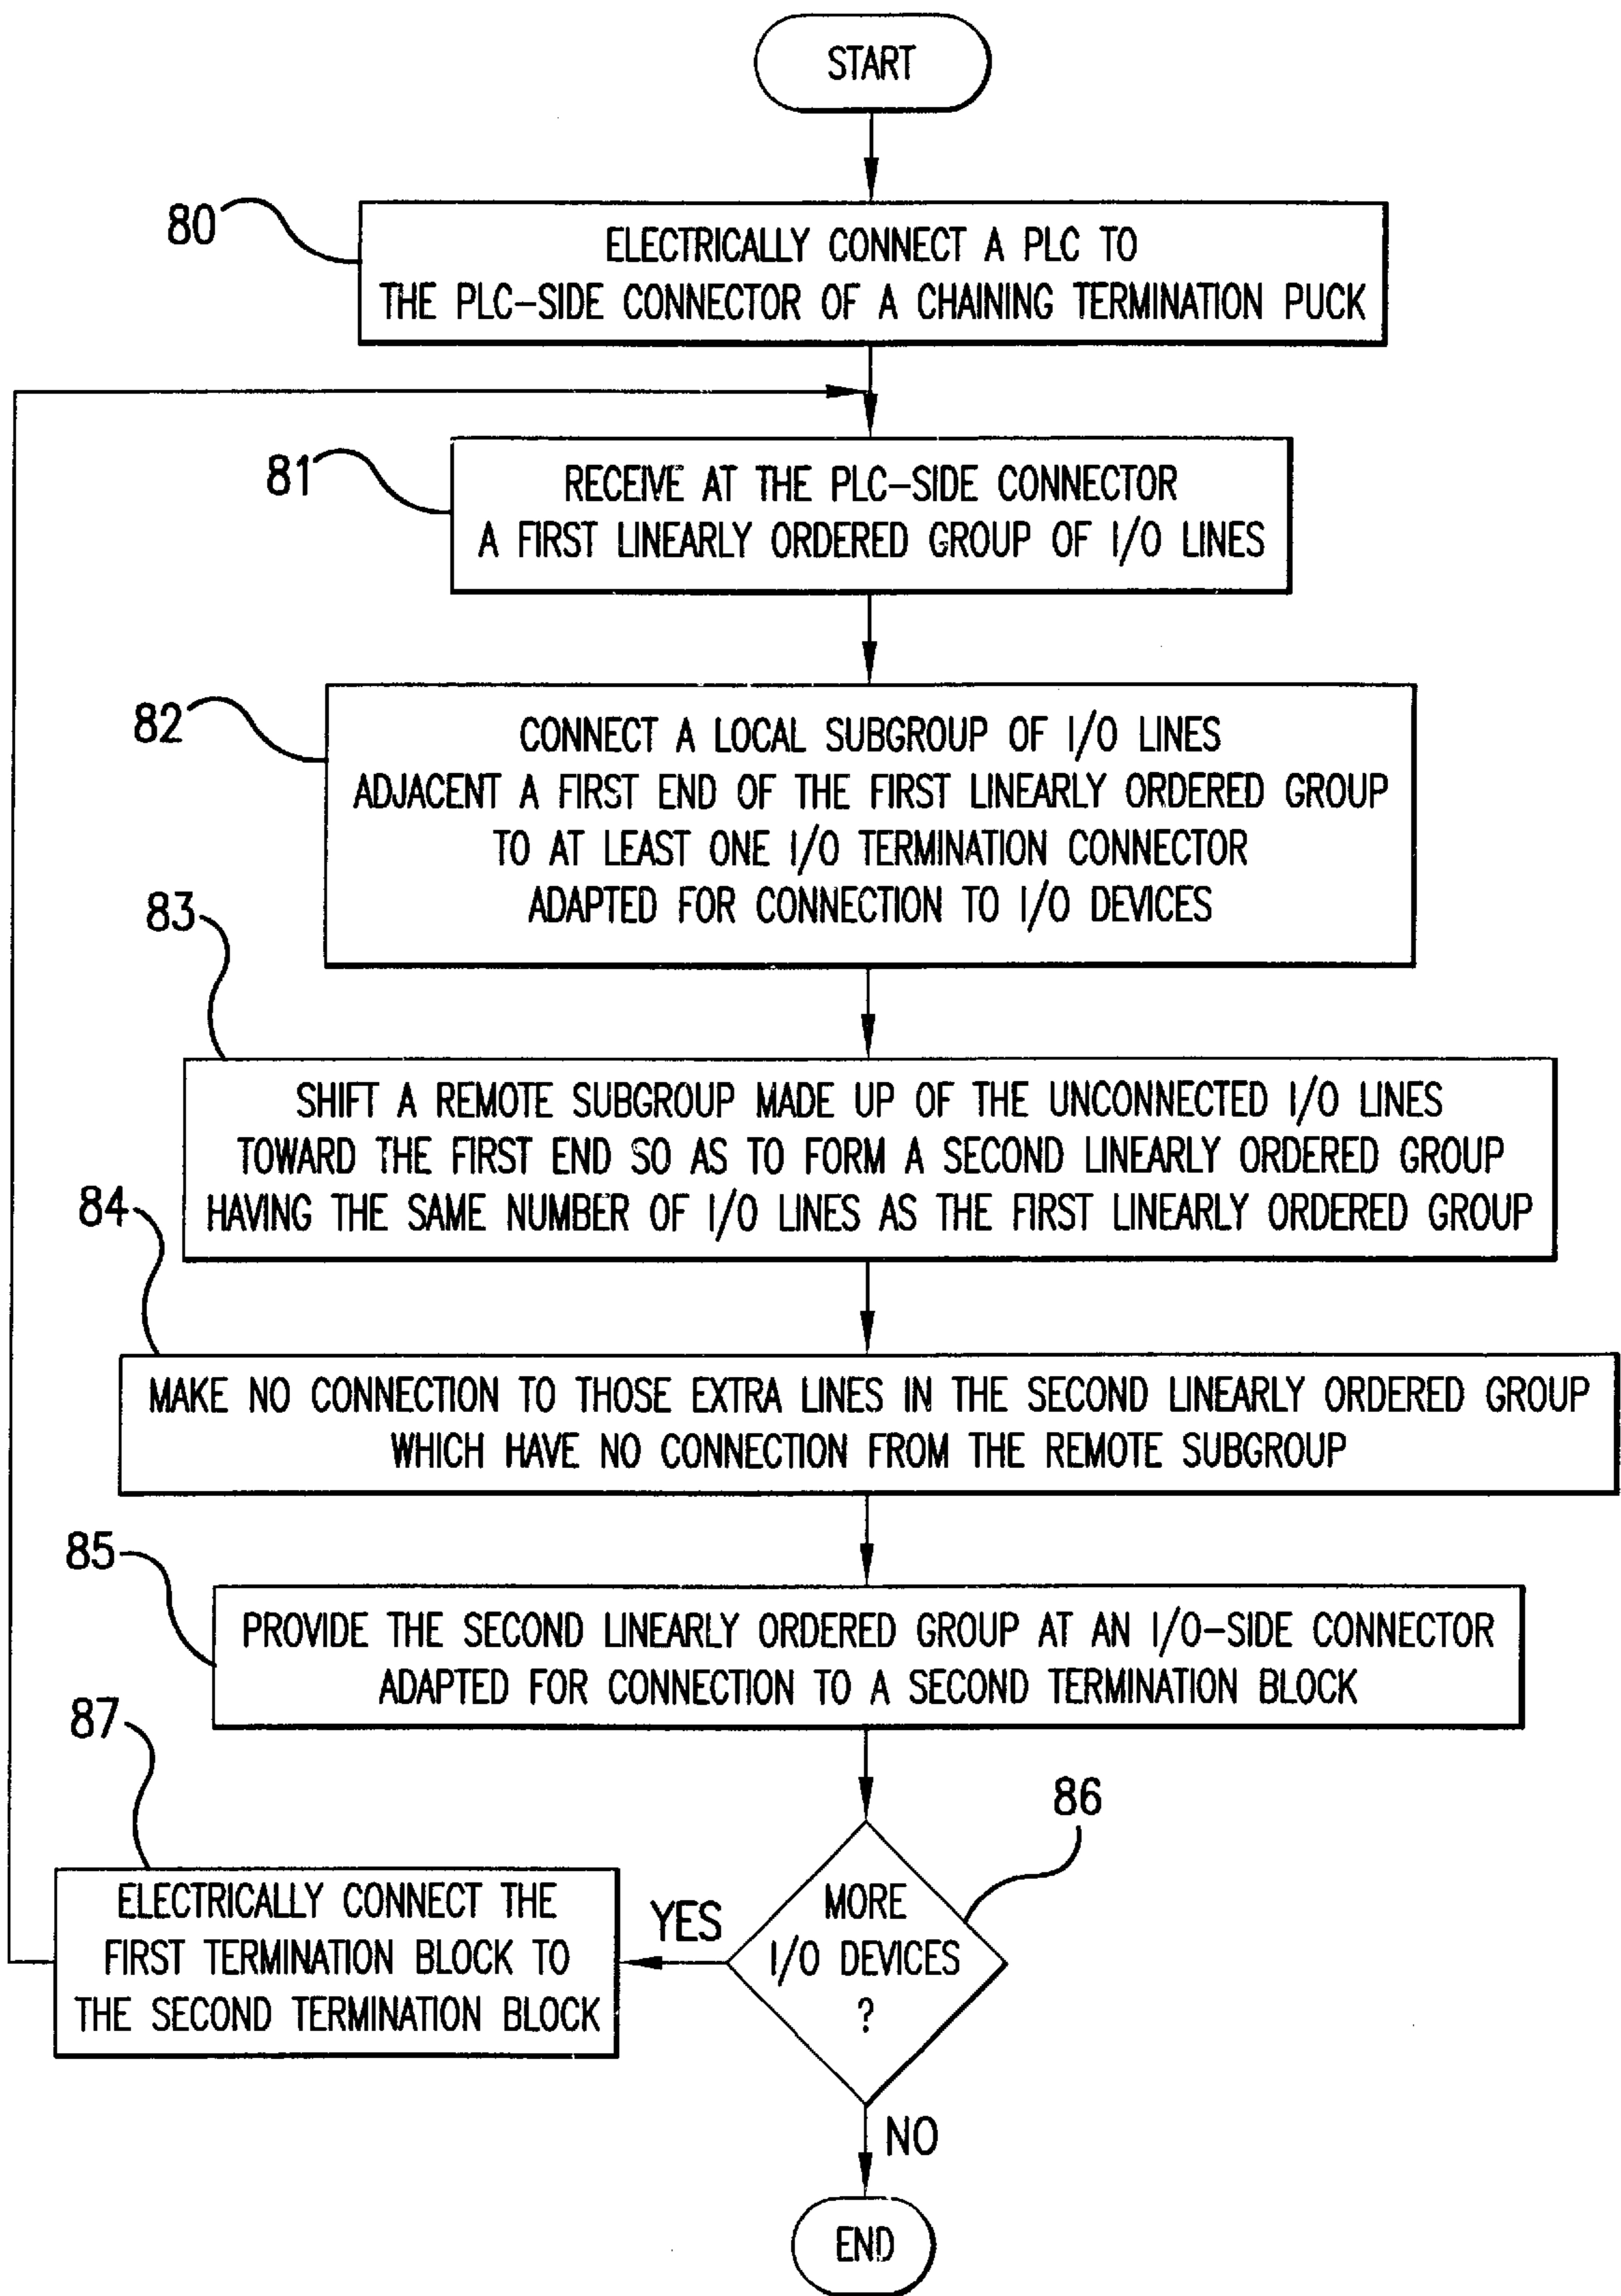 START
80
ELECTRICALLY CONNECT A PLC TO
THE PLC-SIDE CONNECTOR OF A CHAINING TERMINATION PUCK
81
RECEIVE AT THE PLC-SIDE CONNECTOR
A FIRST LINEARLY ORDERED GROUP OF I/O LINES
82
CONNECT A LOCAL SUBGROUP OF I/O LINES
ADJACENT A FIRST END OF THE FIRST LINEARLY ORDERED GROUP
TO AT LEAST ONE I/O TERMINATION CONNECTOR
ADAPTED FOR CONNECTION TO I/O DEVICES
83
SHIFT A REMOTE SUBGROUP MADE UP OF THE UNCONNECTED I/O LINES
TOWARD THE FIRST END SO AS TO FORM A SECOND LINEARLY ORDERED GROUP
HAVING THE SAME NUMBER OF I/O LINES AS THE FIRST LINEARLY ORDERED GROUP
84
MAKE NO CONNECTION TO THOSE EXTRA LINES IN THE SECOND LINEARLY ORDERED GROUP
WHICH HAVE NO CONNECTION FROM THE REMOTE SUBGROUP
85
PROVIDE THE SECOND LINEARLY ORDERED GROUP AT AN I/O-SIDE CONNECTOR
ADAPTED FOR CONNECTION TO A SECOND TERMINATION BLOCK
86
MORE
I/O DEVICES
?
YES
87
ELECTRICALLY CONNECT THE
FIRST TERMINATION BLOCK TO
THE SECOND TERMINATION BLOCK
NO
END